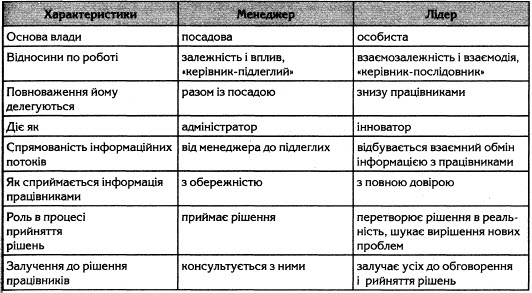 Характеристики Менеджер Лідер
Основа влади посадова особиста
Відносини по роботі залежність і вплив, взаємозалежність і взаємодія,
«керівник-підлеглий» «керівник-послідовник»
Повноваження йому разом із посадою знизу працівниками
делегуються
Діє як адміністратор інноватор
Спрямованість інформаційних від менеджера до підлеглих відбувається взаємний обмін
потоків інформацією з працівниками
Як сприймається інформація з обережністю з повною довірою
працівниками
Роль в процесі приймає рішення перетворює рішення в реаль-
прийняття ність, шукає вирішення нових
рішень проблем
Залучення до рішення консультується з ними залучає усіх до обговорення
працівників і рийняття рішень